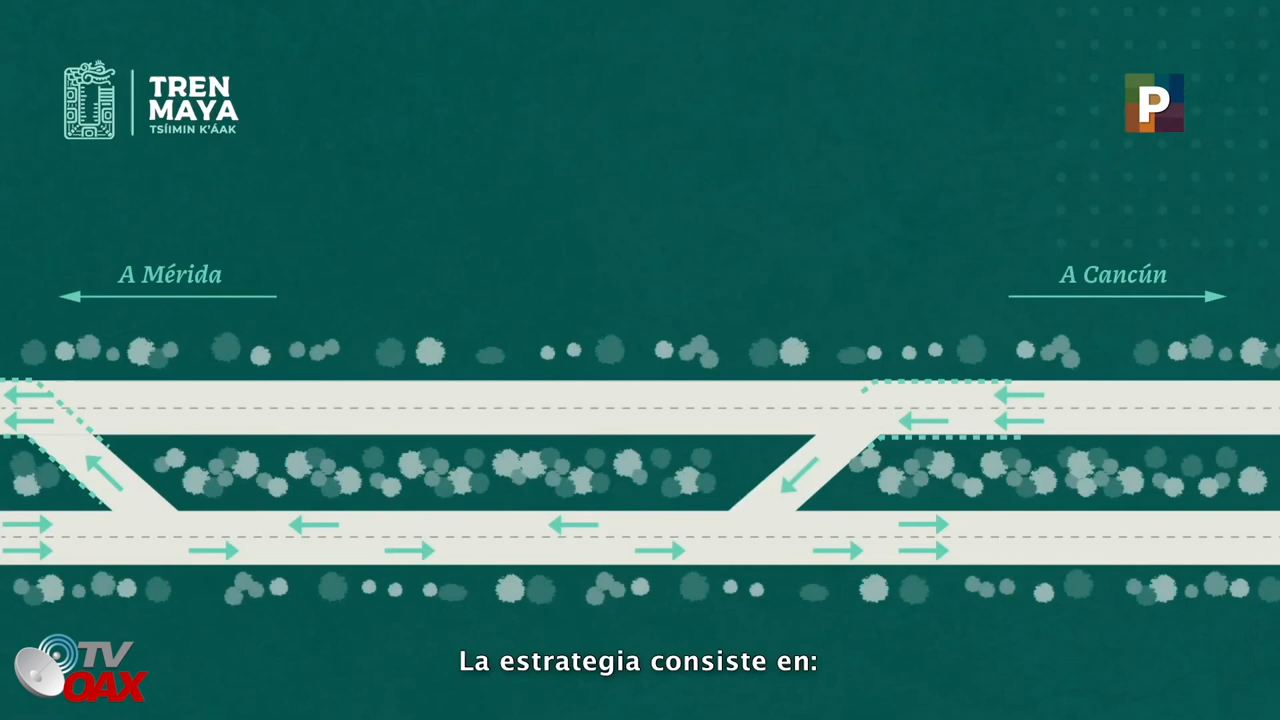 TREN
MAYA
TSÍIMIN K'ÁAK
P
A Mérida
A Cancún
TV
OAX
La estrategia consiste en: